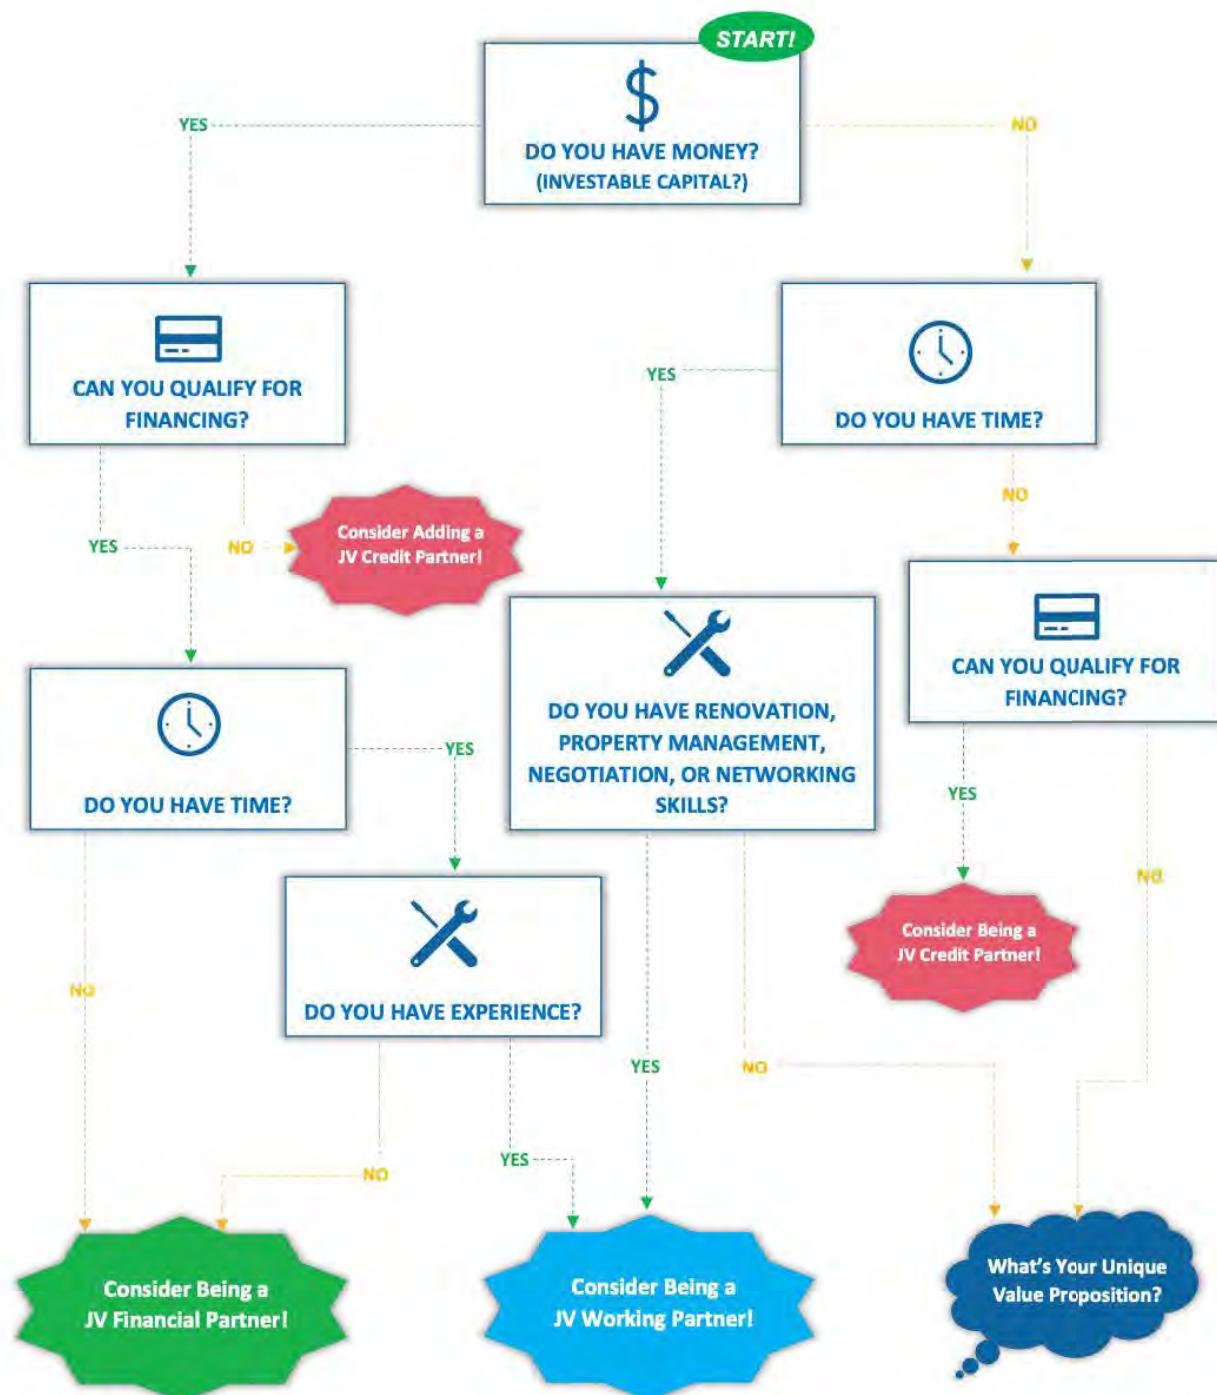 START!
DO YOU HAVE MONEY?
(INVESTABLE CAPITAL?)
YES
NO
CAN YOU QUALIFY FOR
FINANCING?
DO YOU HAVE TIME?
YES
NO
YES
NO
Consider Adding a
JV Credit Partner!
CAN YOU QUALIFY FOR
FINANCING?
DO YOU HAVE RENOVATION,
PROPERTY MANAGEMENT,
NEGOTIATION, OR NETWORKING
SKILLS?
DO YOU HAVE TIME?
YES
YES
NO
Consider Being a
JV Credit Partner!
DO YOU HAVE EXPERIENCE?
NO
YES
NO
YES
NO
Consider Being a
JV Financial Partner!
Consider Being a
JV Working Partner!
What's Your Unique
Value Proposition?